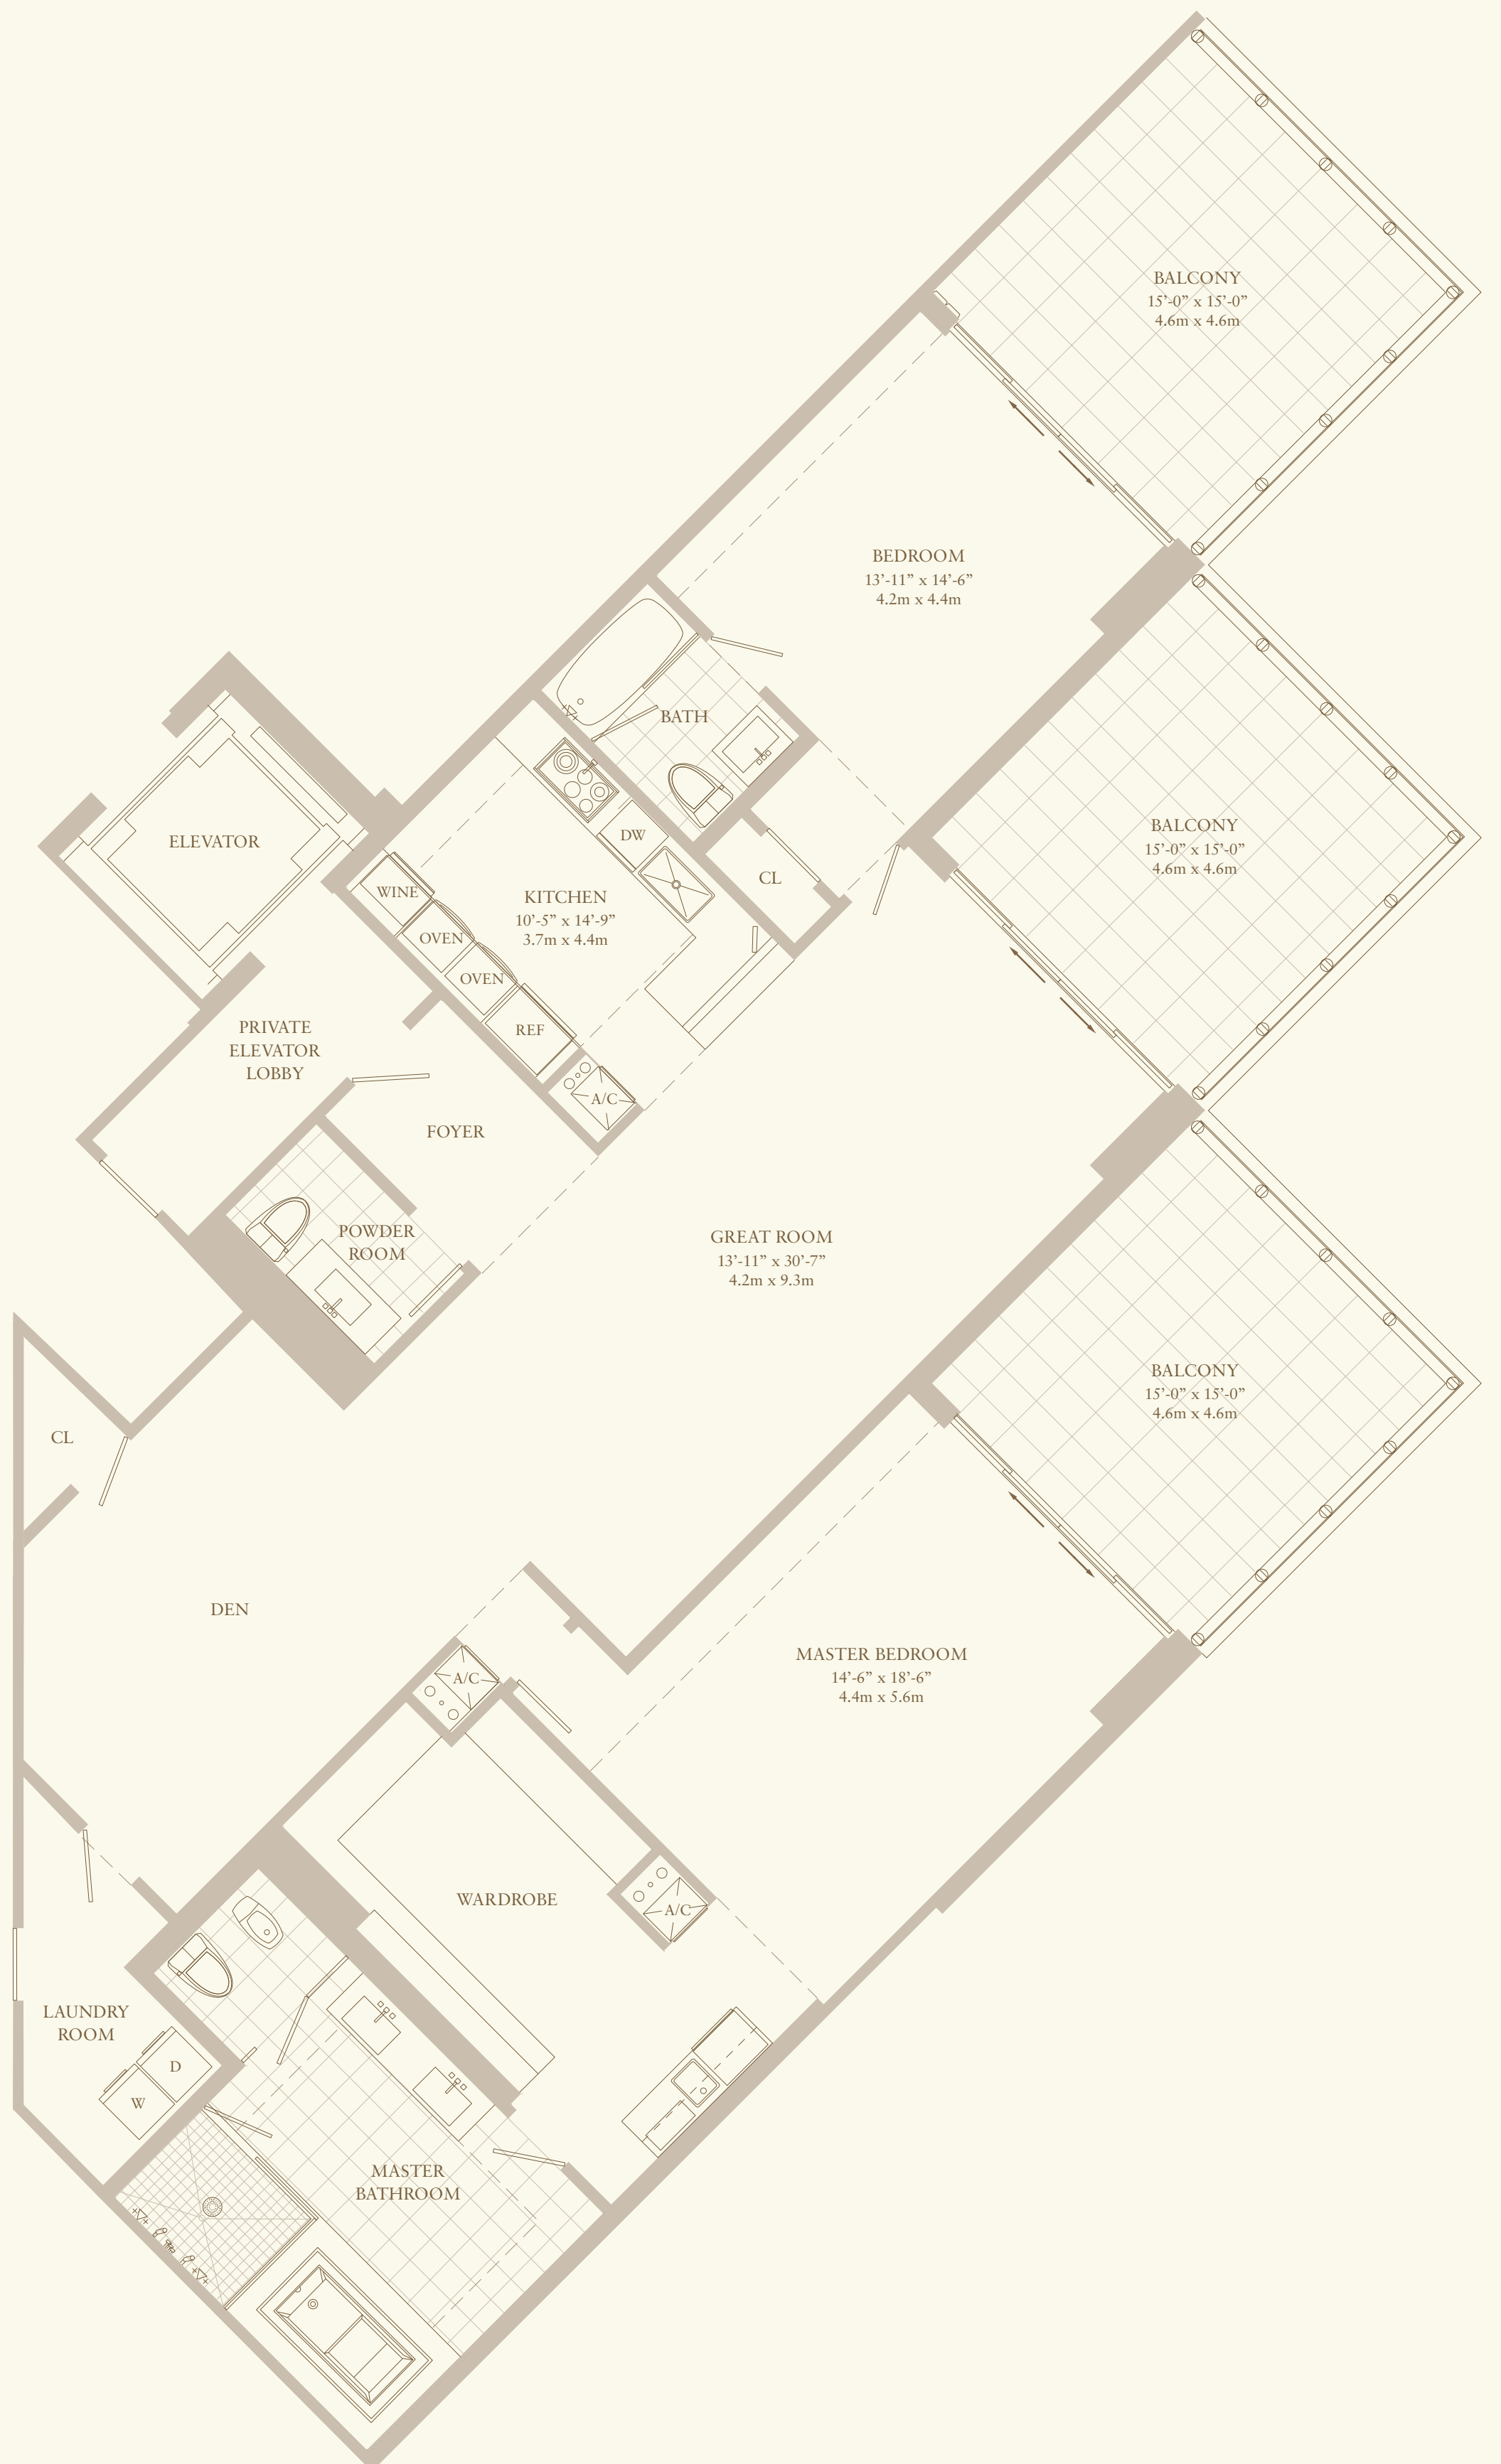 BALCONY
15’-0” x 15’-0”
4.6m x 4.6m
BEDROOM
13’-11” x 14’-6”
4.2m x 4.4m
BATH
ELEVATOR
BALCONY
15’-0” x 15’-0”
4.6m x 4.6m
DW
CL
WINE
KITCHEN
10’-5” x 14’-9”
3.7m x 4.4m
OVEN
OVEN
REF
PRIVATE
ELEVATOR
LOBBY
A/C
FOYER
POWDER
ROOM
GREAT ROOM
13’-11” x 30’-7”
4.2m x 9.3m
BALCONY
15’-0” x 15’-0”
4.6m x 4.6m
CL
DEN
MASTER BEDROOM
14’-6” x 18’-6”
4.4m x 5.6m
A/C
WARDROBE
A/C
LAUNDRY
ROOM
D
W
MASTER
BATHROOM